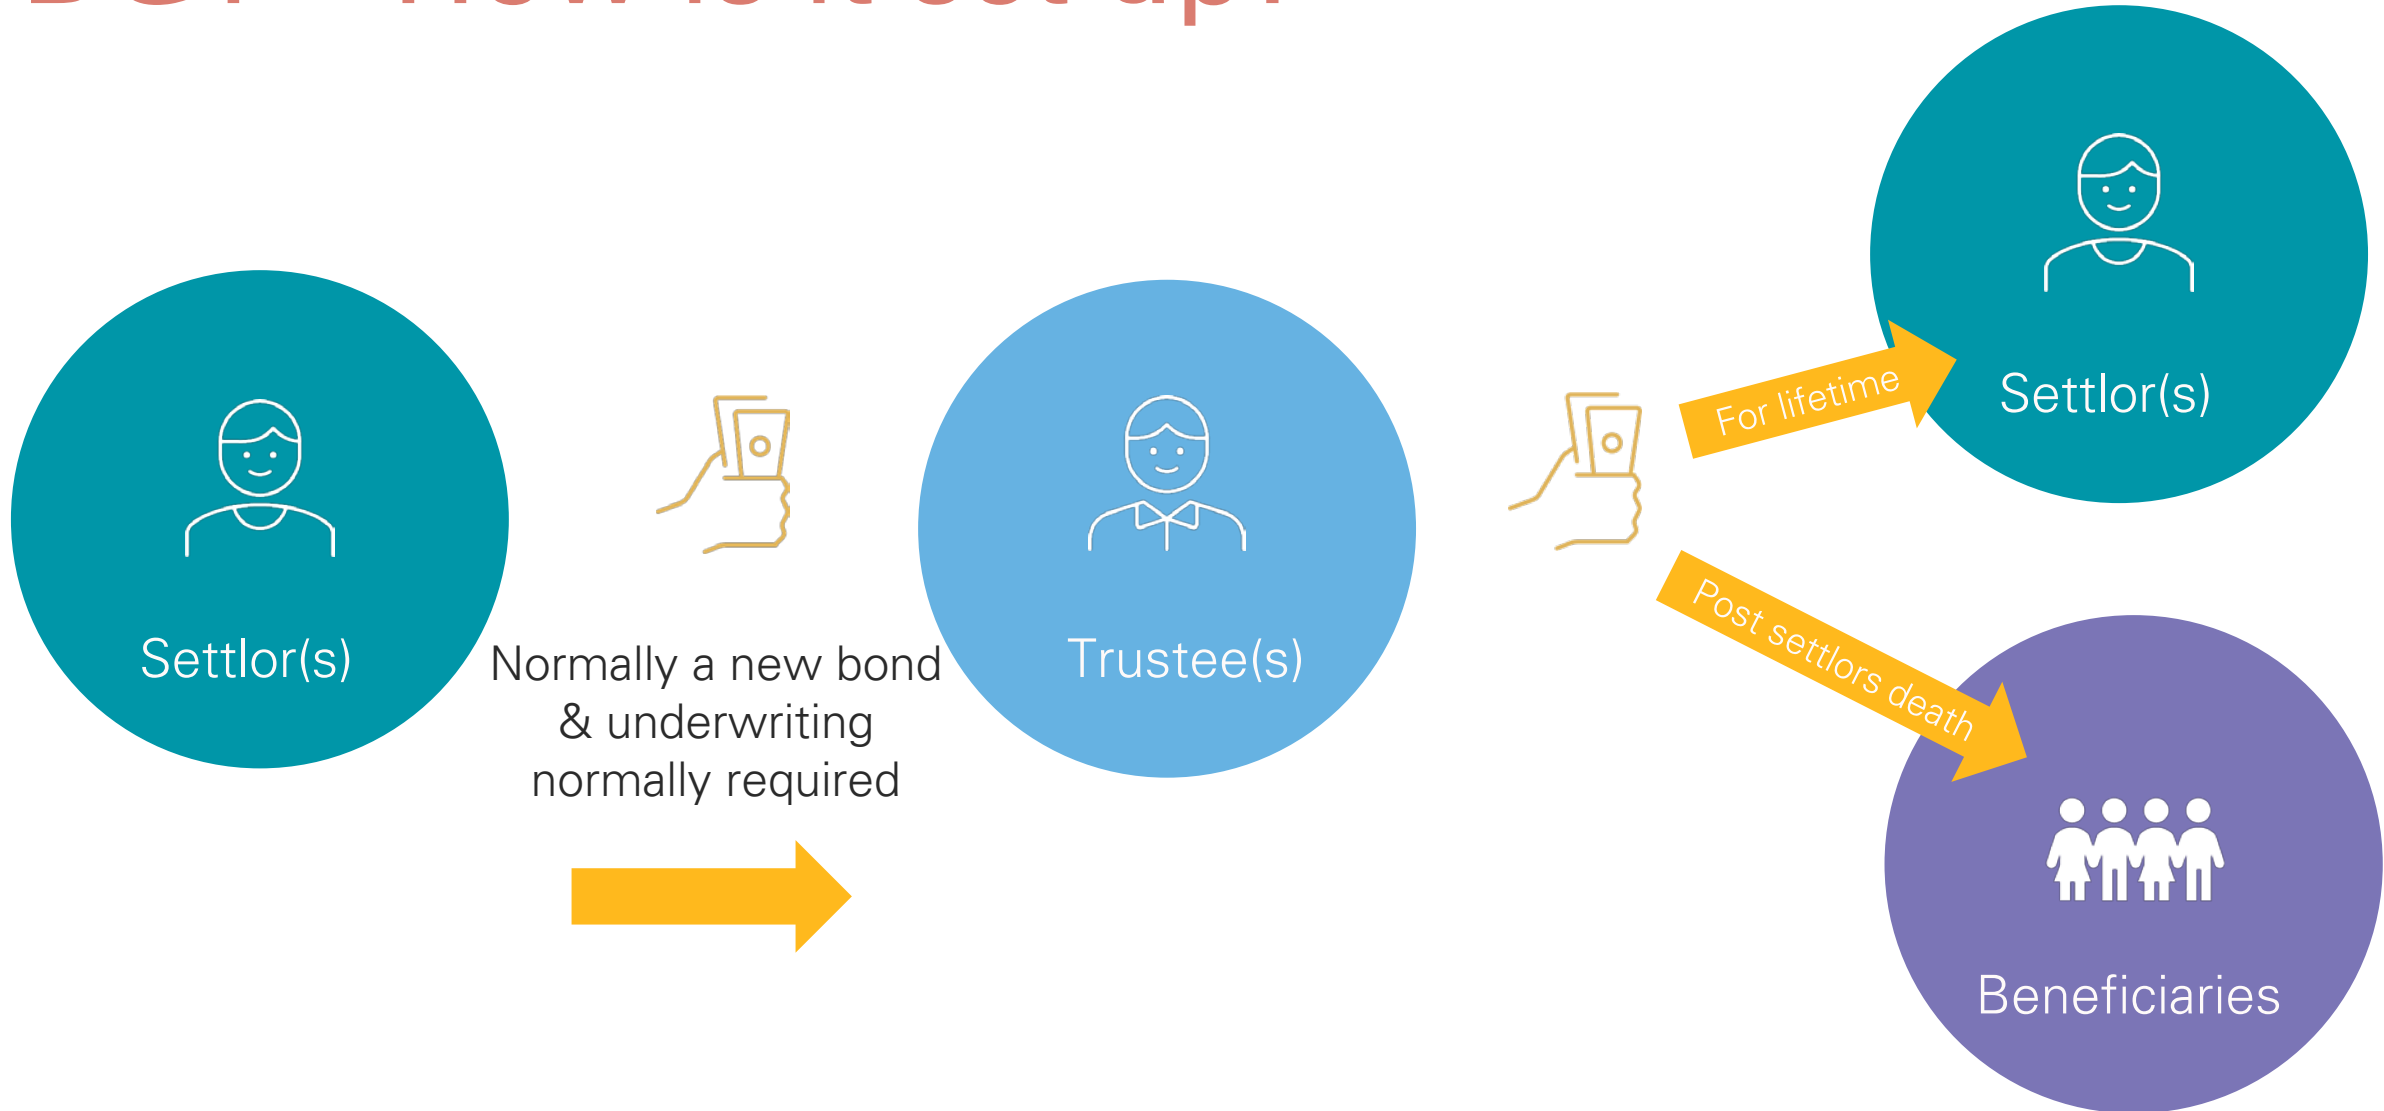 Settlor(s)
Normally a new bond
& underwriting
normally required
Trustee(s)
For lifetime
Settlor(s)
Post settlors death
Beneficiaries